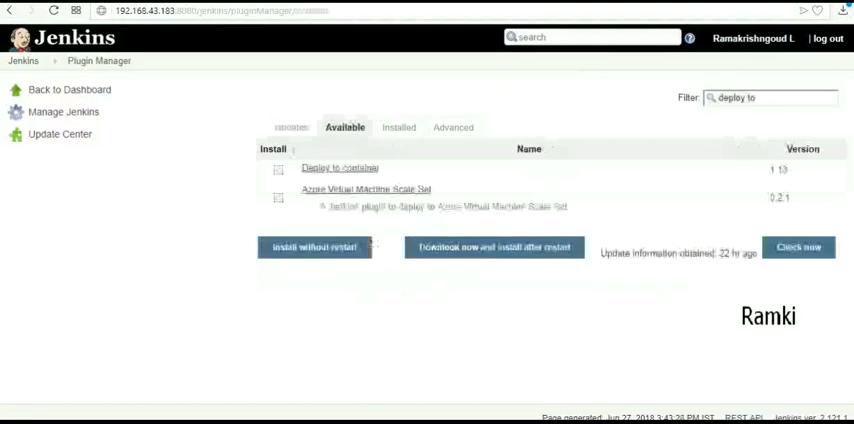 192.168.43.183:8080/jenkins/pluginManager/
Jenkins
search
Ramakrishngoud L
| log out
Jenkins
Plugin Manager
Back to Dashboard
Manage Jenkins
Update Center
Filter:
deploy to
Updates
Available
Installed
Advanced
Install ↓
Name
Version
Deploy to container
1.13
Azure Virtual Machine Scale Set
A Jenkins plugin to deploy to Azure Virtual Machine Scale Set
0.2.1
Install without restart
Download now and install after restart
Update information obtained: 22 hr ago
Check now
Ramki
Page generated: Jun 27, 2018 3:43:28 PM IST
REST API
Jenkins ver. 2.121.1